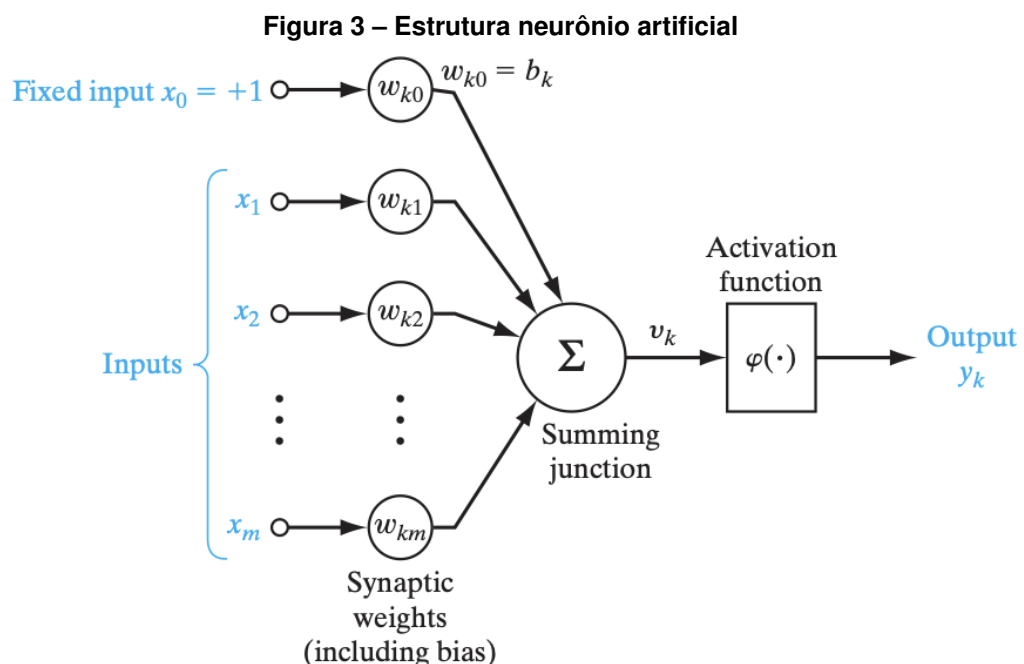 Figura 3 – Estrutura neurônio artificial
Fixed input x₀ = +1
wₖ₀
wₖ₀ = bₖ
x₁
wₖ₁
x₂
wₖ₂
Inputs
xₘ
wₖₘ
Σ
Summing
junction
vₖ
Activation
function
φ(·)
Output
yₖ
Synaptic
weights
(including bias)